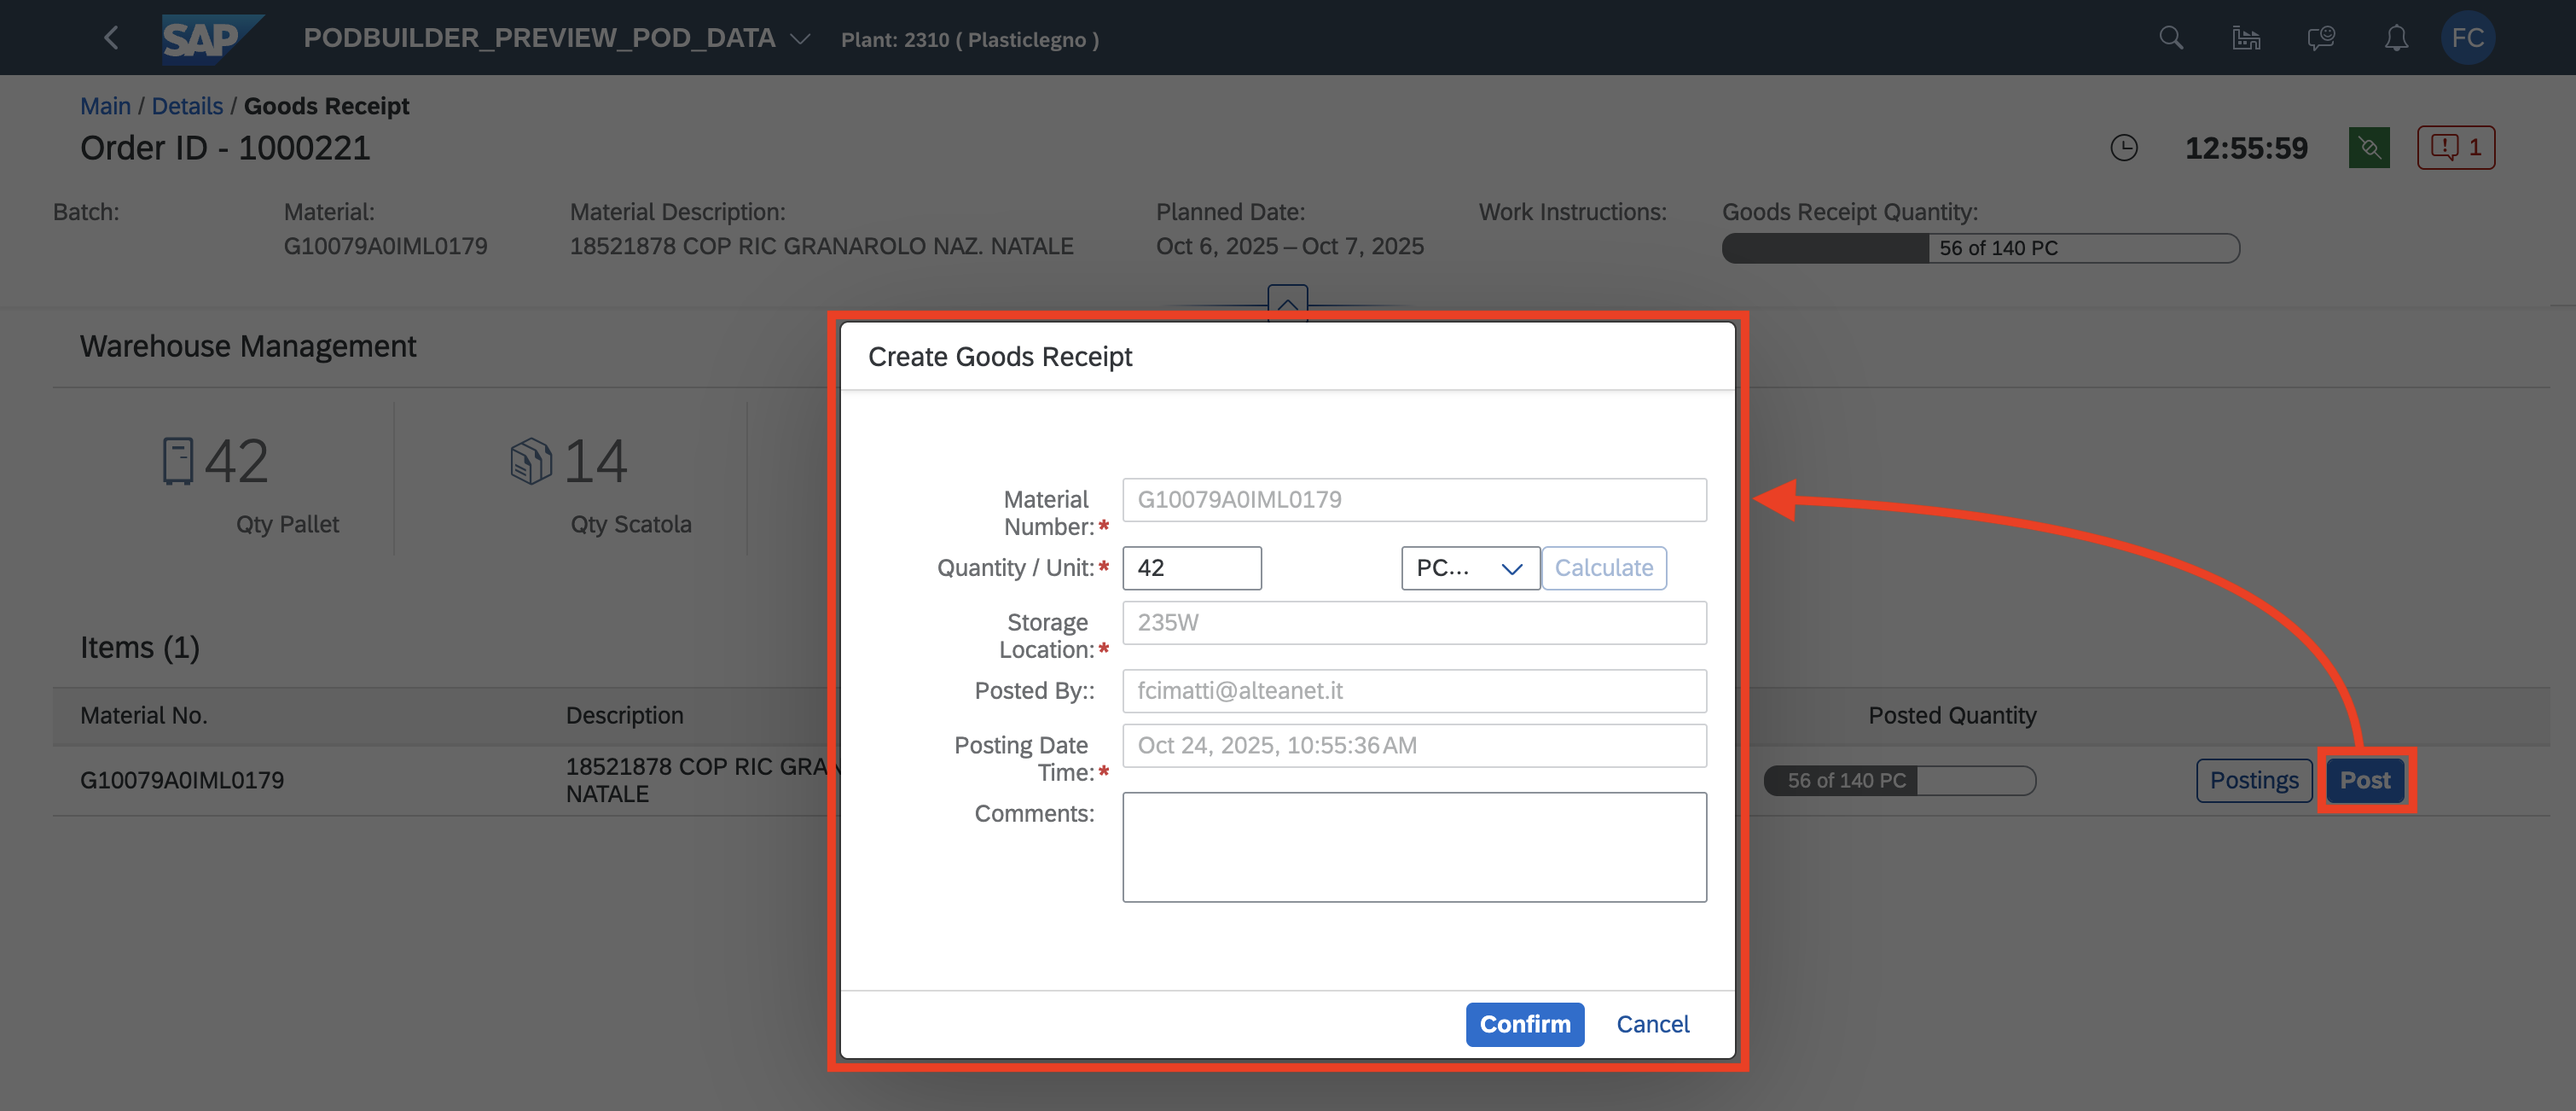 SAP PODBUILDER_PREVIEW_POD_DATA Plant: 2310 ( Plasticlegno ) FC
Main / Details / Goods Receipt
Order ID - 1000221 12:55:59 1
Batch: Material: Material Description: Planned Date: Work Instructions: Goods Receipt Quantity:
G10079A0IML0179 18521878 COP RIC GRANAROLO NAZ. NATALE Oct 6, 2025 – Oct 7, 2025 56 of 140 PC
Warehouse Management
42 14
Qty Pallet Qty Scatola
Items (1)
Material No. Description Posted Quantity
G10079A0IML0179 18521878 COP RIC GRAN 56 of 140 PC Postings Post
NATALE
Create Goods Receipt
Material
Number:* G10079A0IML0179
Quantity / Unit:* 42 PC... Calculate
Storage
Location:* 235W
Posted By:: fcimatti@alteanet.it
Posting Date
Time:* Oct 24, 2025, 10:55:36 AM
Comments:
Confirm Cancel